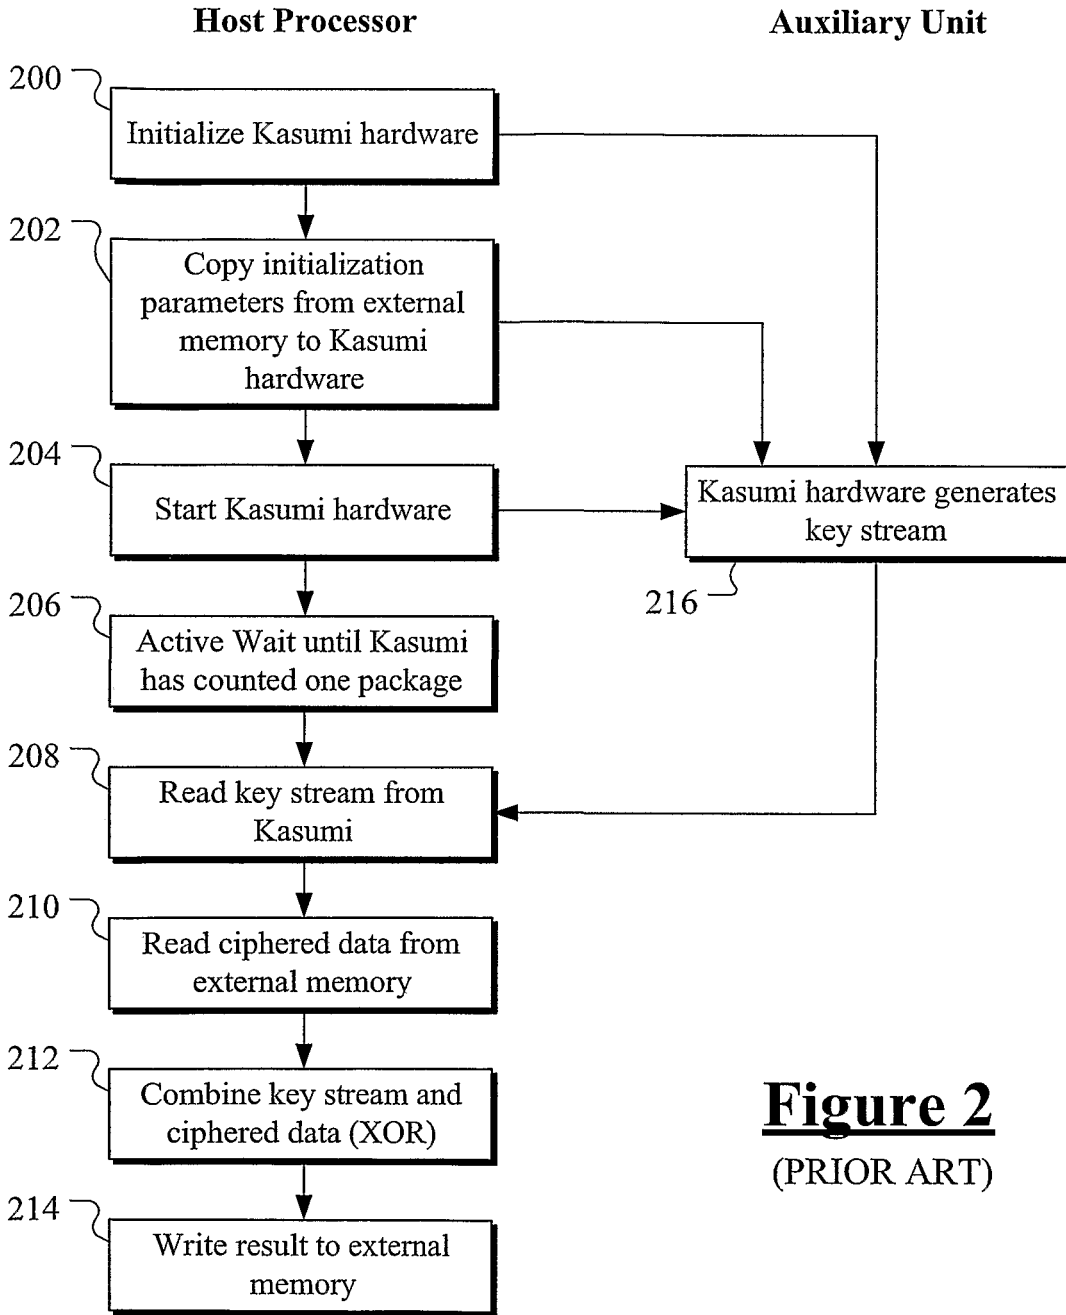 Host Processor
Auxiliary Unit
200
Initialize Kasumi hardware
202
Copy initialization
parameters from external
memory to Kasumi
hardware
204
Start Kasumi hardware
Kasumi hardware generates
key stream
216
206
Active Wait until Kasumi
has counted one package
208
Read key stream from
Kasumi
210
Read ciphered data from
external memory
212
Combine key stream and
ciphered data (XOR)
214
Write result to external
memory
Figure 2
(PRIOR ART)